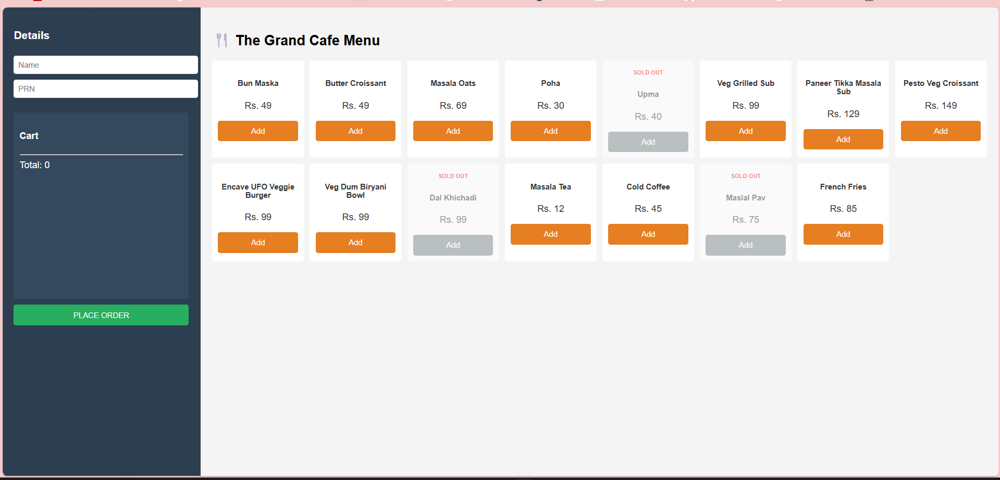 Details
Name
PRN
Cart
Total: 0
PLACE ORDER
The Grand Cafe Menu
Bun Maska
Rs. 49
Add
Butter Croissant
Rs. 49
Add
Masala Oats
Rs. 69
Add
Poha
Rs. 30
Add
SOLD OUT
Upma
Rs. 40
Add
Veg Grilled Sub
Rs. 99
Add
Paneer Tikka Masala
Sub
Rs. 129
Add
Pesto Veg Croissant
Rs. 149
Add
Encave UFO Veggie
Burger
Rs. 99
Add
Veg Dum Biryani
Bowl
Rs. 99
Add
SOLD OUT
Dal Khichadi
Rs. 99
Add
Masala Tea
Rs. 12
Add
Cold Coffee
Rs. 45
Add
SOLD OUT
Maslal Pav
Rs. 75
Add
French Fries
Rs. 85
Add